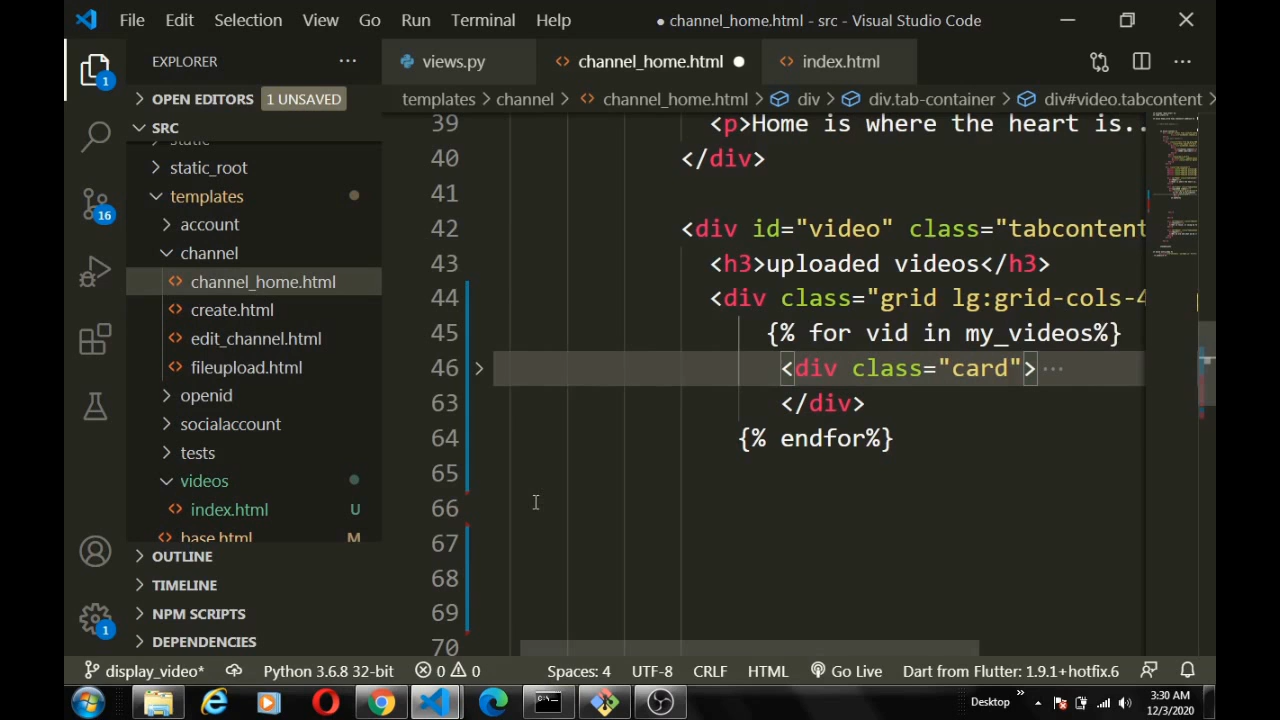 File Edit Selection View Go Run Terminal Help
● channel_home.html - src - Visual Studio Code
EXPLORER ···
views.py channel_home.html ● index.html ···
OPEN EDITORS 1 UNSAVED
templates > channel > channel_home.html > div > div.tab-container > div#video.tabcontent >
SRC
static_root
templates
account
channel
channel_home.html
create.html
edit_channel.html
fileupload.html
openid
socialaccount
tests
videos
index.html U
base.html M
OUTLINE
TIMELINE
NPM SCRIPTS
DEPENDENCIES
1
16
1
39 <p>Home is where the heart is..
40 </div>
41
42 <div id="video" class="tabcontent
43 <h3>uploaded videos</h3>
44 <div class="grid lg:grid-cols-4
45 {% for vid in my_videos%}
46 <div class="card">···
63 </div>
64 {% endfor%}
65
66
67
68
69
70
display_video* Python 3.6.8 32-bit 0 0 Spaces: 4 UTF-8 CRLF HTML Go Live Dart from Flutter: 1.9.1+hotfix.6
Desktop » 3:30 AM
12/3/2020